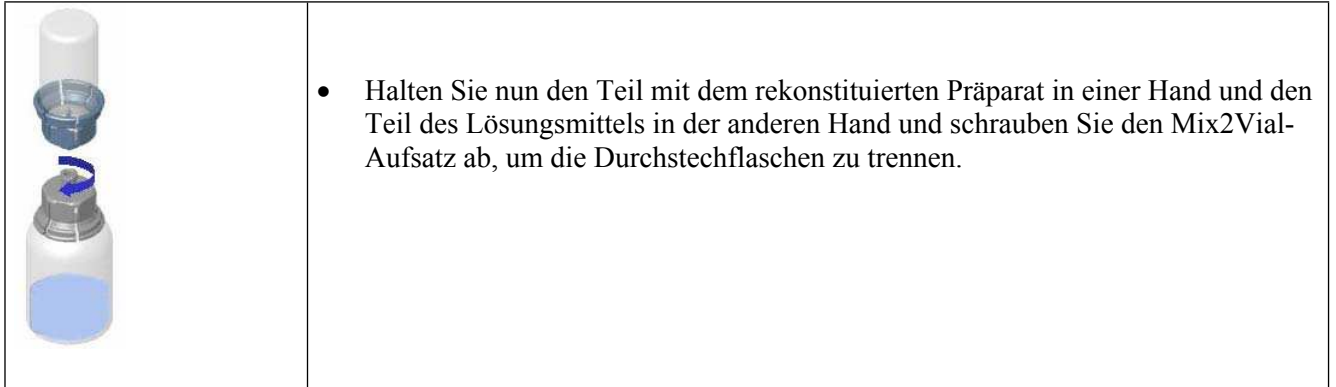 • Halten Sie nun den Teil mit dem rekonstituierten Präparat in einer Hand und den
Teil des Lösungsmittels in der anderen Hand und schrauben Sie den Mix2Vial-
Aufsatz ab, um die Durchstechflaschen zu trennen.